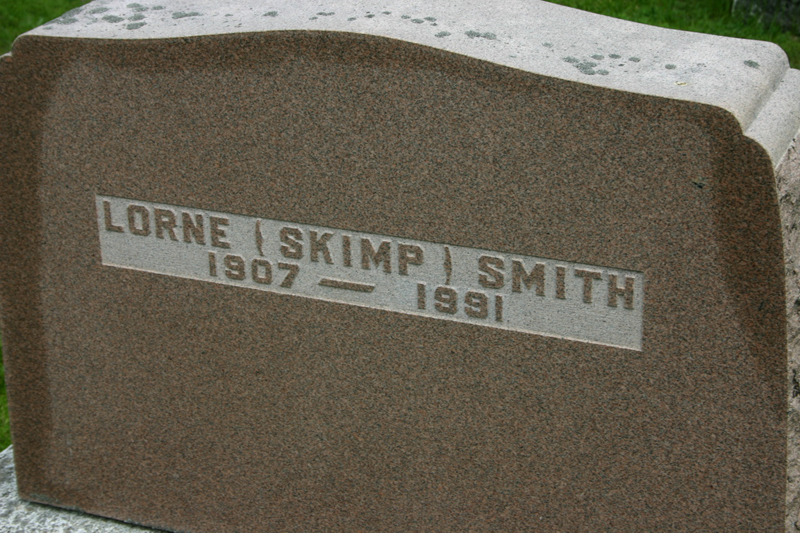 LORNE (SKIMP) SMITH
1907 — 1991